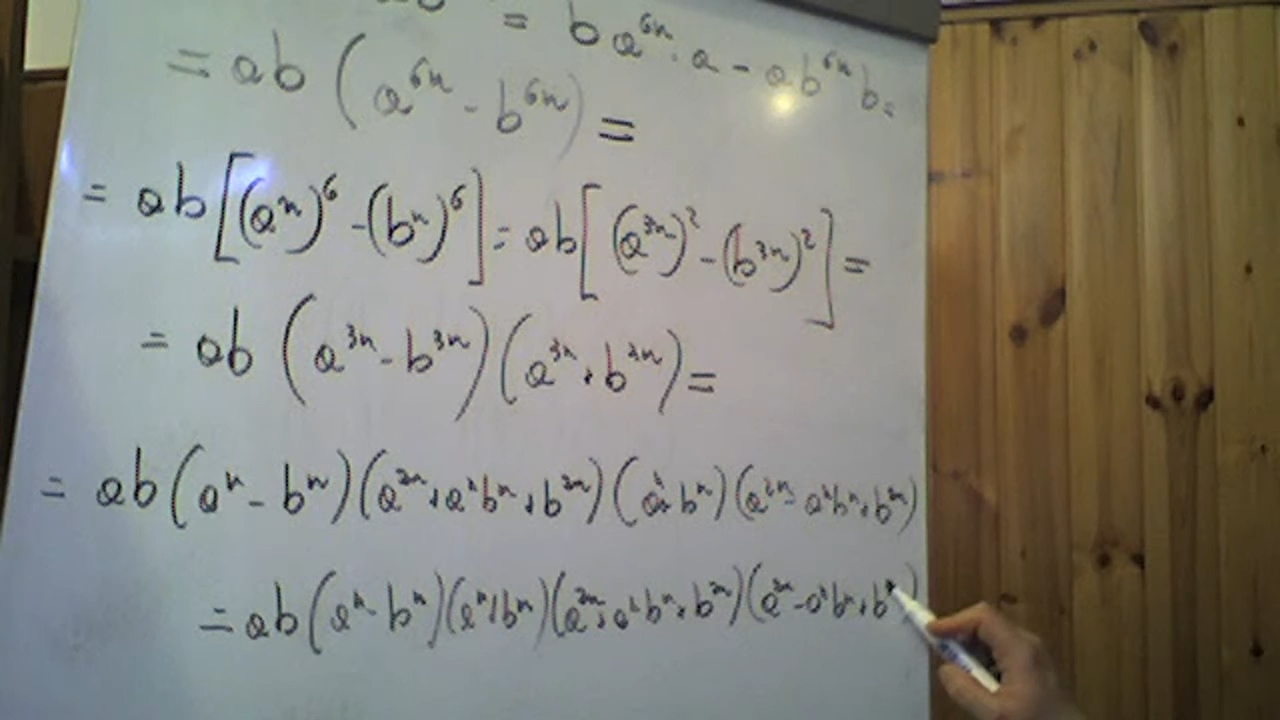 = b a^{6n} · a - a b^{6n} b =
= ab (a^{6n} - b^{6n}) =
= ab [(a^n)^6 - (b^n)^6] = ab [(a^{3n})^2 - (b^{3n})^2] =
= ab (a^{3n} - b^{3n}) (a^{3n} + b^{3n}) =
= ab (a^n - b^n) (a^{2n} + a^n b^n + b^{2n}) (a^n + b^n) (a^{2n} - a^n b^n + b^{2n})
= ab (a^n - b^n) (a^n + b^n) (a^{2n} + a^n b^n + b^{2n}) (a^{2n} - a^n b^n + b^{2n})